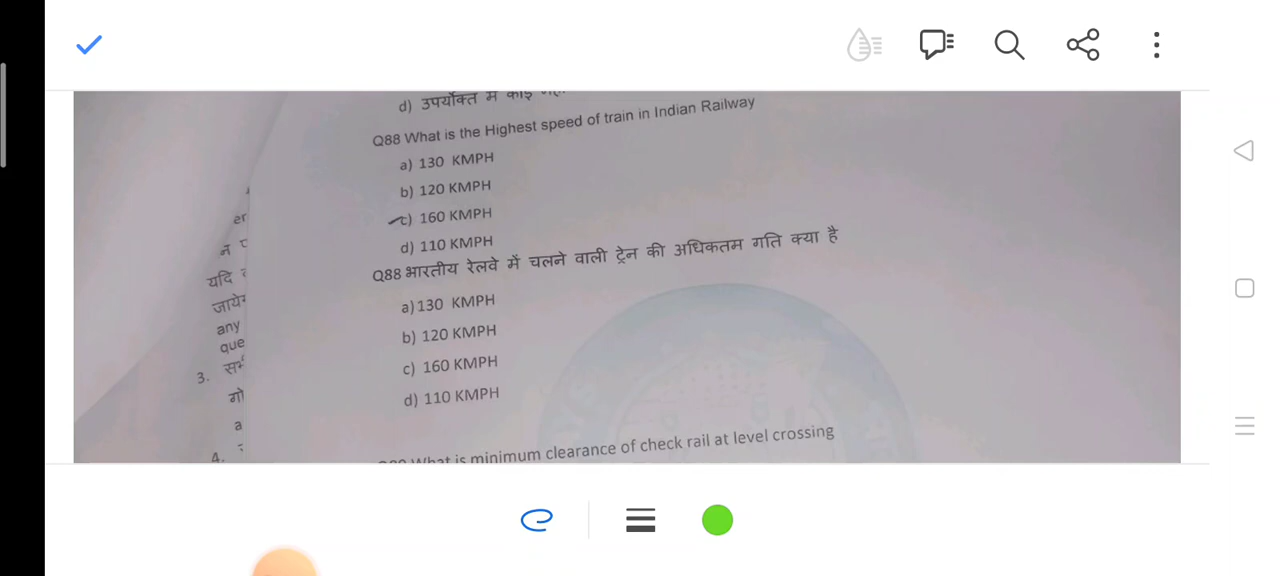 d) उपर्योक्त में कोई
Q88 What is the Highest speed of train in Indian Railway
a) 130 KMPH
b) 120 KMPH
c) 160 KMPH
d) 110 KMPH
Q88 भारतीय रेलवे में चलने वाली ट्रेन की अधिकतम गति क्या है
a)130 KMPH
b) 120 KMPH
c) 160 KMPH
d) 110 KMPH
What is minimum clearance of check rail at level crossing
er
यदि
any
que
3.
a
4.